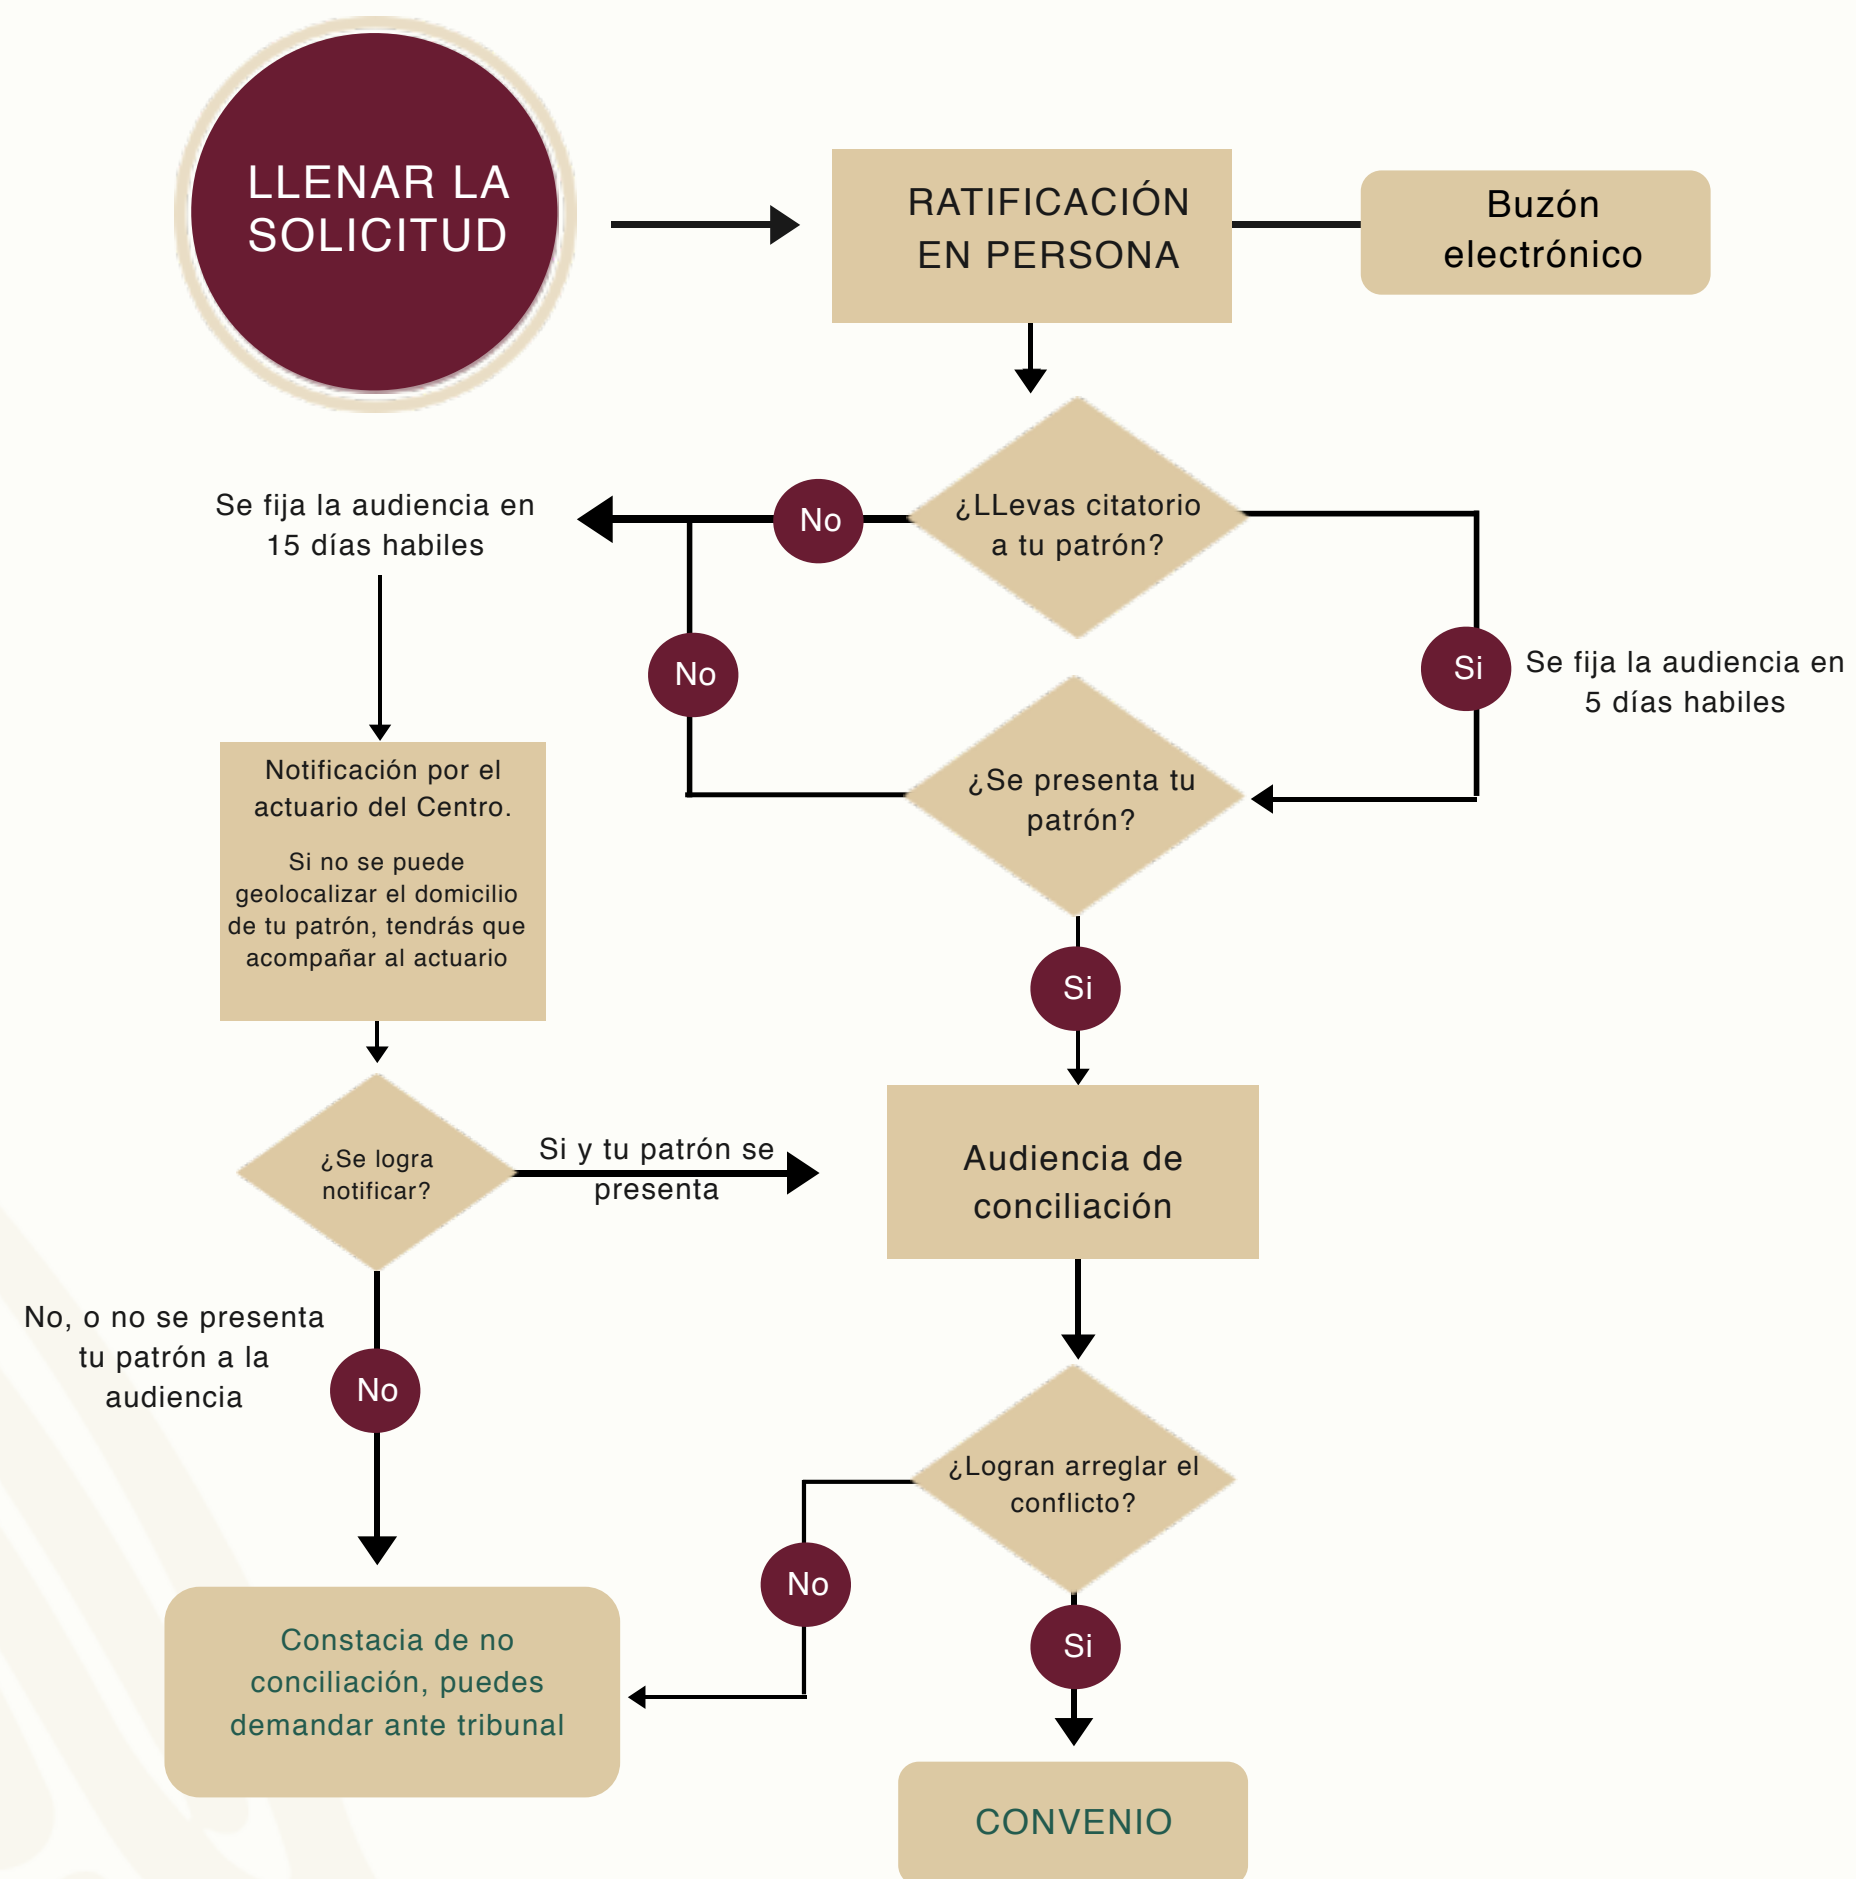 LLENAR LA
SOLICITUD
RATIFICACIÓN
EN PERSONA
Buzón
electrónico
¿LLevas citatorio
a tu patrón?
No
Se fija la audiencia en
15 días habiles
Si
Se fija la audiencia en
5 días habiles
No
¿Se presenta tu
patrón?
Notificación por el
actuario del Centro.
Si no se puede
geolocalizar el domicilio
de tu patrón, tendrás que
acompañar al actuario
Si
¿Se logra
notificar?
Si y tu patrón se
presenta
Audiencia de
conciliación
No, o no se presenta
tu patrón a la
audiencia
No
¿Logran arreglar el
conflicto?
No
Si
Constacia de no
conciliación, puedes
demandar ante tribunal
CONVENIO